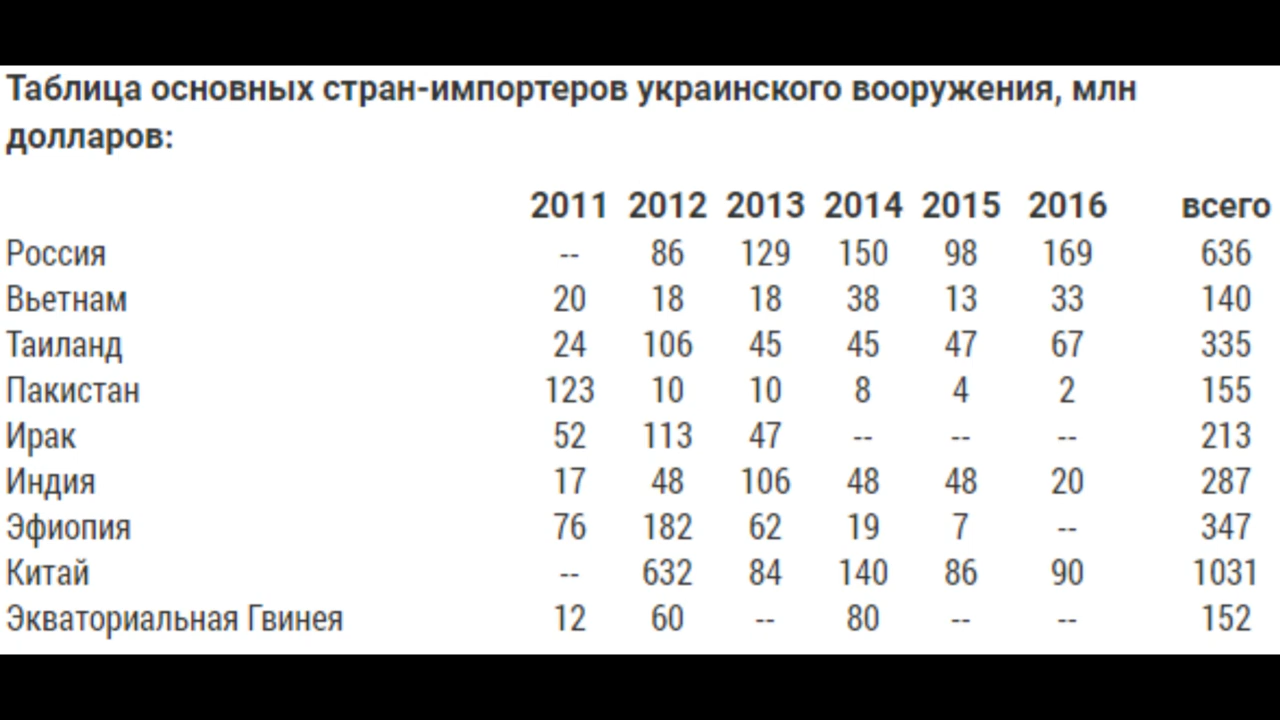 Таблица основных стран-импортеров украинского вооружения, млн
долларов:
2011 2012 2013 2014 2015 2016 всего
Россия -- 86 129 150 98 169 636
Вьетнам 20 18 18 38 13 33 140
Таиланд 24 106 45 45 47 67 335
Пакистан 123 10 10 8 4 2 155
Ирак 52 113 47 -- -- -- 213
Индия 17 48 106 48 48 20 287
Эфиопия 76 182 62 19 7 -- 347
Китай -- 632 84 140 86 90 1031
Экваториальная Гвинея 12 60 -- 80 -- -- 152